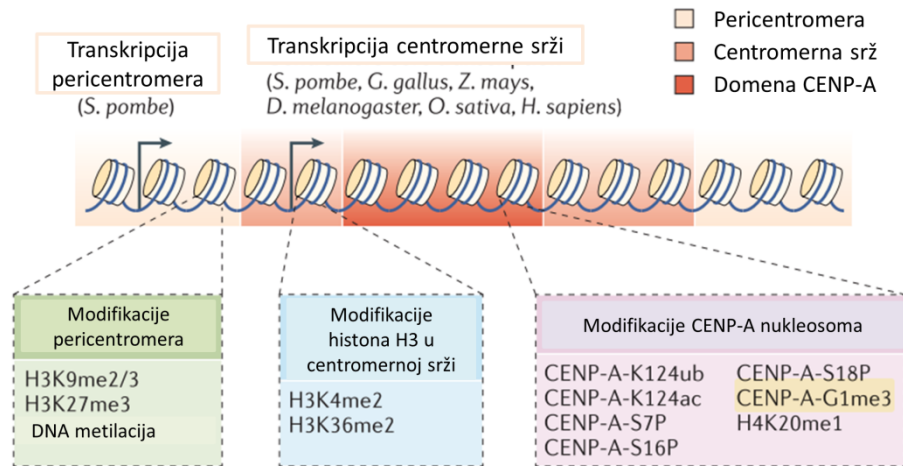 Transkripcija
pericentromera
(S. pombe)
Transkripcija centromerne srži
(S. pombe, G. gallus, Z. mays,
D. melanogaster, O. sativa, H. sapiens)
Pericentromera
Centromerna srž
Domena CENP-A
Modifikacije
pericentromera
H3K9me2/3
H3K27me3
DNA metilacija
Modifikacije
histona H3 u
centromernoj srži
H3K4me2
H3K36me2
Modifikacije CENP-A nukleosoma
CENP-A-K124ub
CENP-A-K124ac
CENP-A-S7P
CENP-A-S16P
CENP-A-S18P
CENP-A-G1me3
H4K20me1